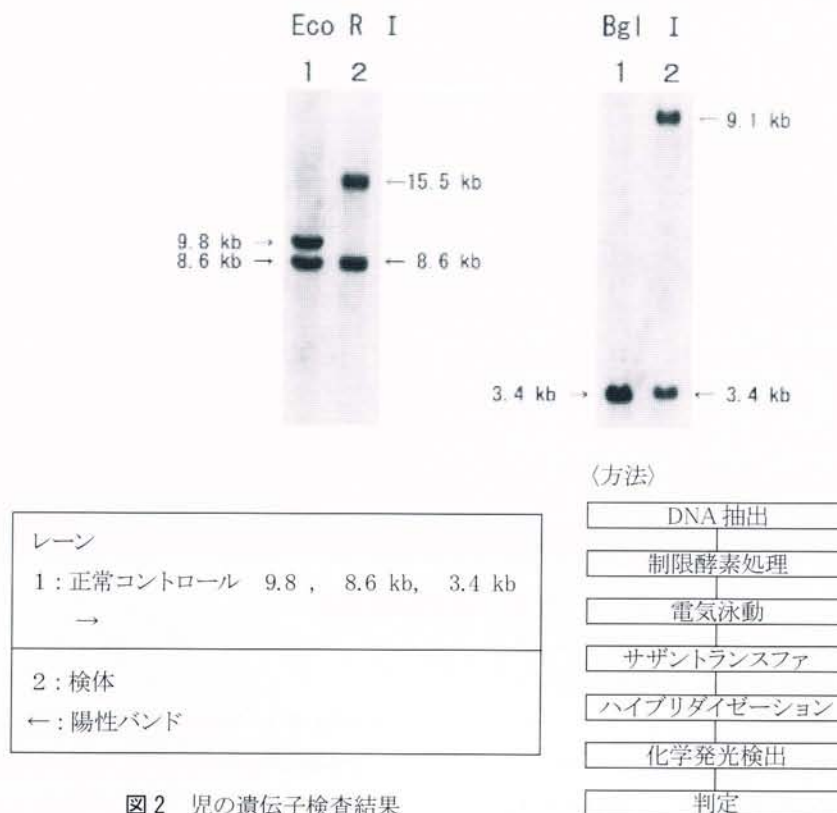 Eco R I
1 2
←15.5 kb
9.8 kb →
8.6 kb →
← 8.6 kb
Bgl I
1 2
← 9.1 kb
3.4 kb →
← 3.4 kb
レーン
1：正常コントロール 9.8 , 8.6 kb, 3.4 kb
→
2：検体
←：陽性バンド
図2 児の遺伝子検査結果
〈方法〉
DNA 抽出
制限酵素処理
電気泳動
サザントランスファ
ハイブリダイゼーション
化学発光検出
判定